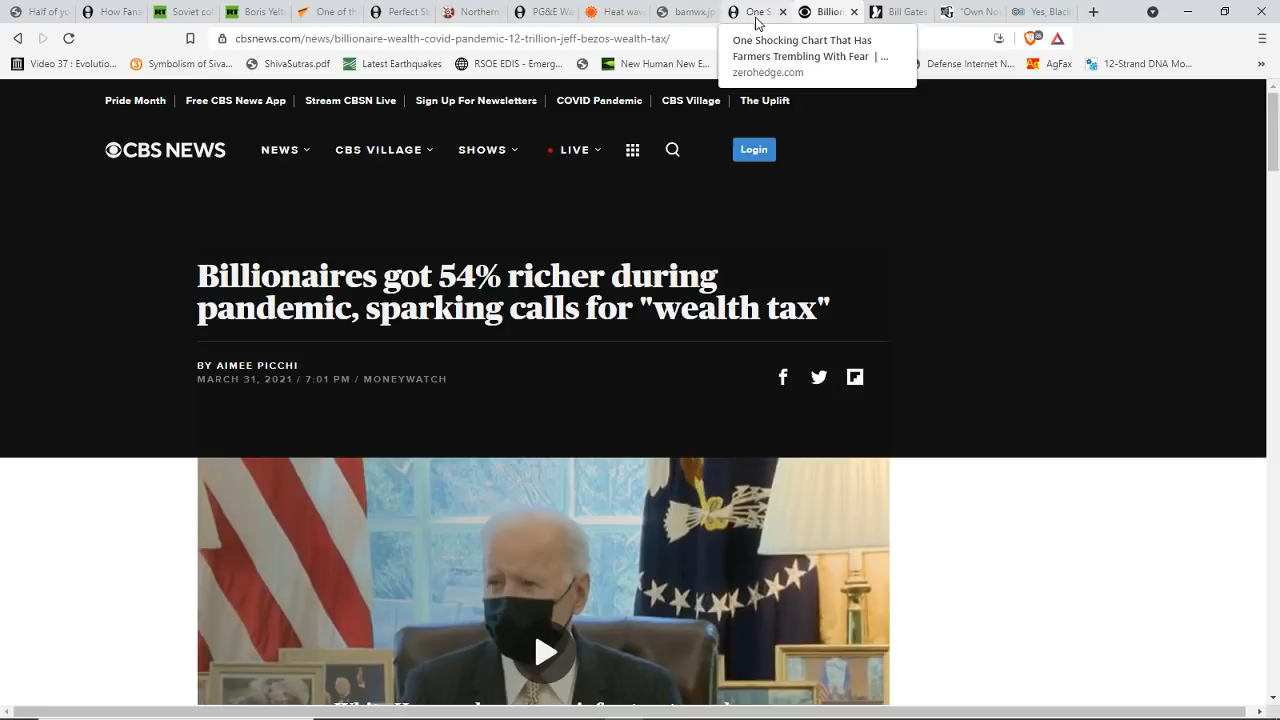 Half of yo
How Fans
Soviet col
Boris Yelts
One of th
Perfect St
Northern
PG&E Wa
Heat wav
bamwx.jp
One S
Billion
Bill Gates
"Own No
Yes, Black
cbsnews.com/news/billionaire-wealth-covid-pandemic-12-trillion-jeff-bezos-wealth-tax/
One Shocking Chart That Has
Farmers Trembling With Fear | ...
zerohedge.com
Video 37 : Evolutio...
Symbolism of Siva...
ShivaSutras.pdf
Latest Earthquakes
RSOE EDIS - Emerg...
New Human New E...
Defense Internet N...
AgFax
12-Strand DNA Mo...
Pride Month
Free CBS News App
Stream CBSN Live
Sign Up For Newsletters
COVID Pandemic
CBS Village
The Uplift
CBS NEWS
NEWS
CBS VILLAGE
SHOWS
LIVE
Login
Billionaires got 54% richer during
pandemic, sparking calls for "wealth tax"
BY AIMEE PICCHI
MARCH 31, 2021 / 7:01 PM / MONEYWATCH